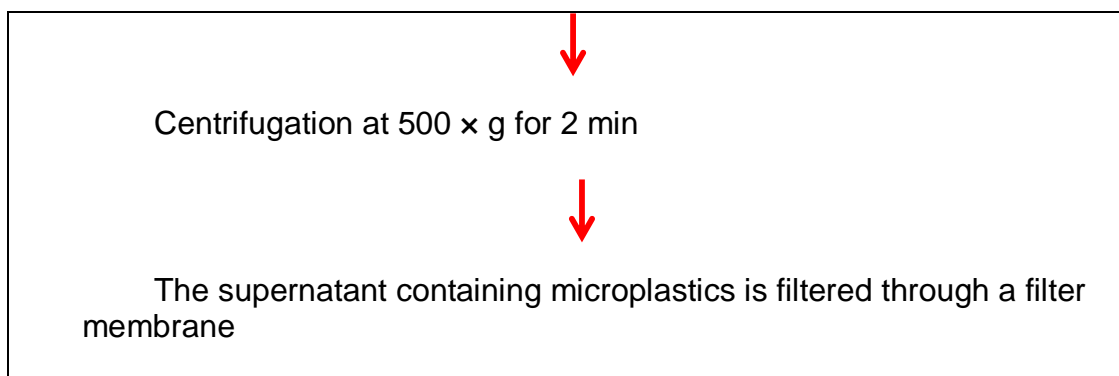 Centrifugation at 500 × g for 2 min
The supernatant containing microplastics is filtered through a filter
membrane